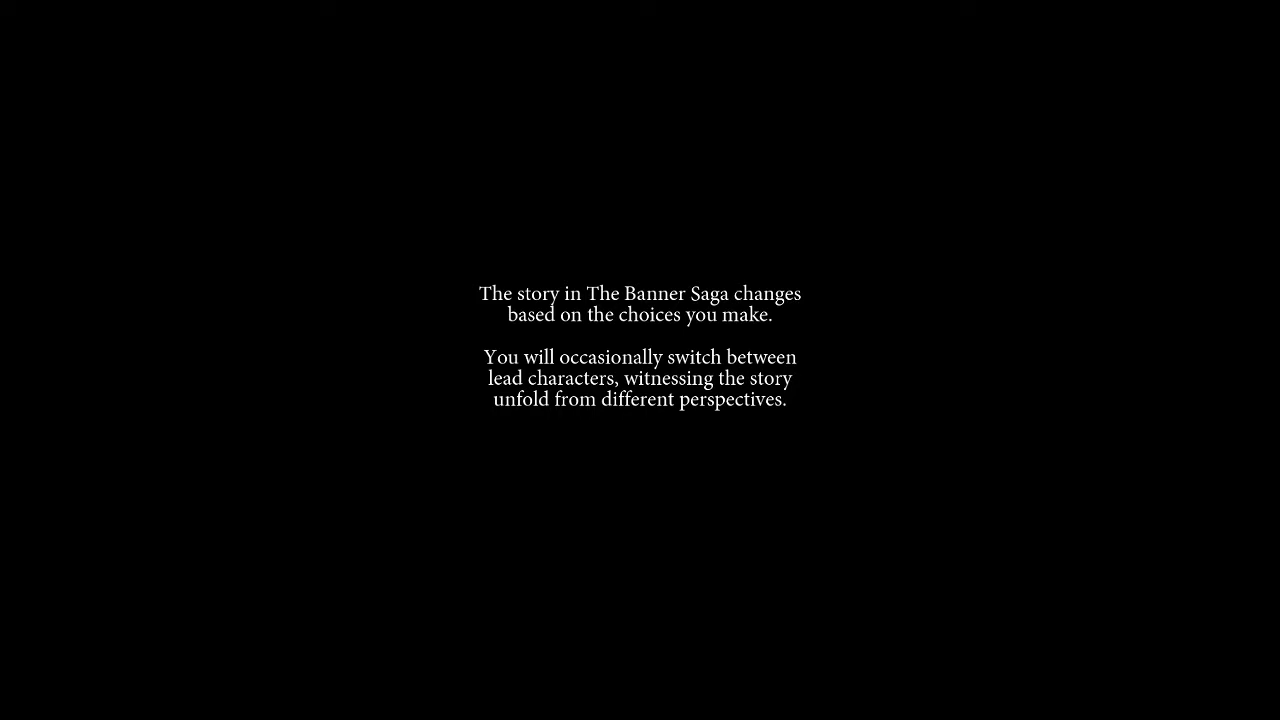 The story in The Banner Saga changes
based on the choices you make.
You will occasionally switch between
lead characters, witnessing the story
unfold from different perspectives.